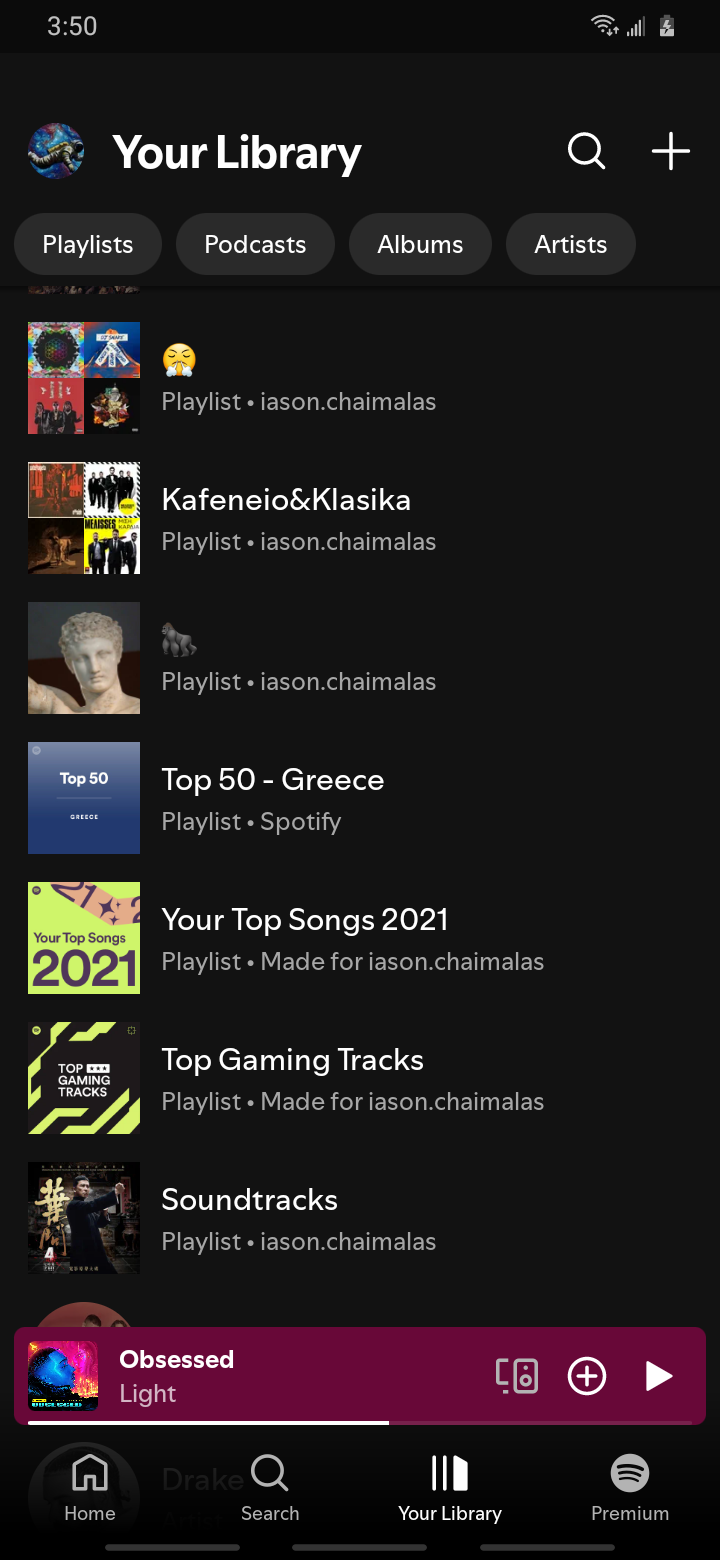 3:50
Your Library
Playlists
Podcasts
Albums
Artists
😤
Playlist • iason.chaimalas
Kafeneio&Klasika
Playlist • iason.chaimalas
🦍
Playlist • iason.chaimalas
Top 50
GREECE
Top 50 - Greece
Playlist • Spotify
Your Top Songs
2021
Your Top Songs 2021
Playlist • Made for iason.chaimalas
TOP
GAMING
TRACKS
Top Gaming Tracks
Playlist • Made for iason.chaimalas
4
Soundtracks
Playlist • iason.chaimalas
Obsessed
Light
Drake
Artist
Home
Search
Your Library
Premium